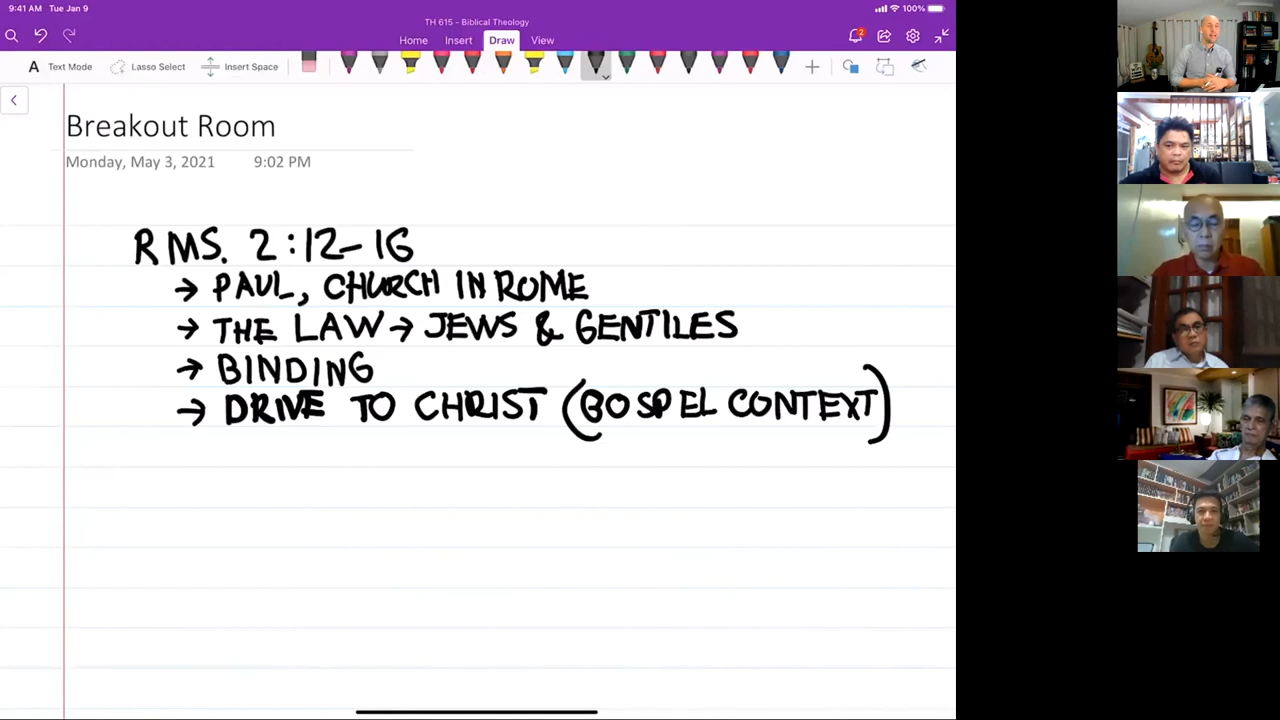 9:41 AM Tue Jan 9
100%
TH 615 - Biblical Theology
Home Insert Draw View
2
A Text Mode Lasso Select Insert Space
Breakout Room
Monday, May 3, 2021 9:02 PM
RMS. 2:12-16
→ PAUL, CHURCH IN ROME
→ THE LAW → JEWS & GENTILES
→ BINDING
→ DRIVE TO CHRIST (GOSPEL CONTEXT)